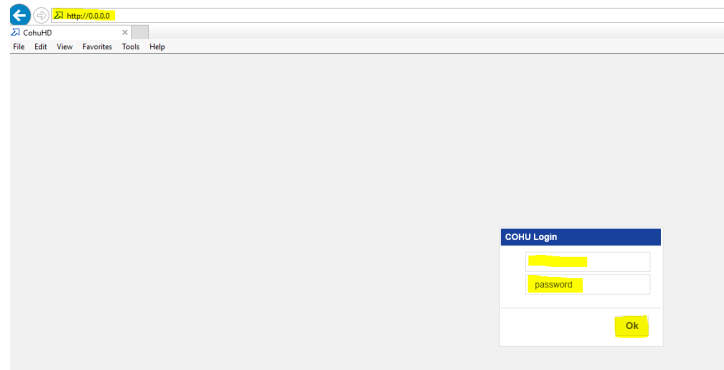 http://0.0.0.0
CohuHD
File Edit View Favorites Tools Help
COHU Login
password
Ok